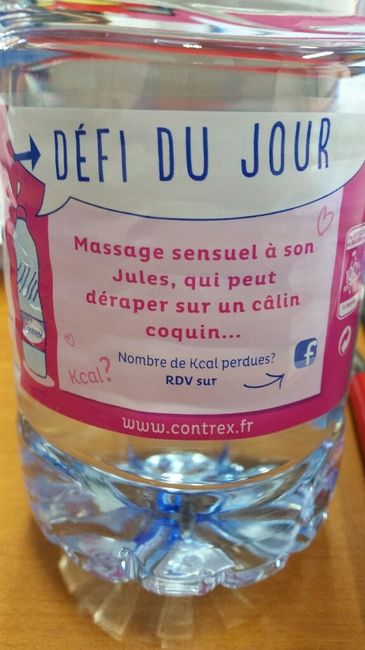 DÉFI DU JOUR
Massage sensuel à son
Jules, qui peut
déraper sur un câlin
coquin...
Nombre de Kcal perdues?
RDV sur
f
Kcal?
www.contrex.fr
Contrex